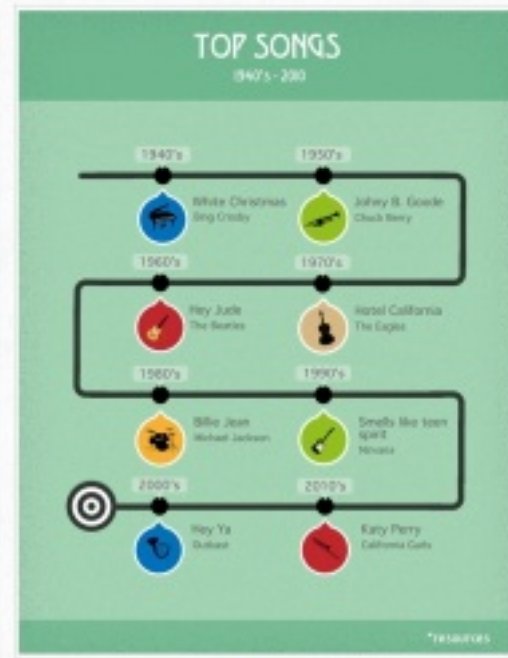 TOP SONGS
1940's - 2010
1940's
White Christmas
Bing Crosby
1950's
Johny B. Goode
Chuck Berry
1960's
Hey Jude
The Beatles
1970's
Hotel California
The Eagles
1980's
Billie Jean
Michael Jackson
1990's
Smells like teen
spirit
Nirvana
2000's
Hey Ya
Outkast
2010's
Katy Perry
California Gurls
*resources